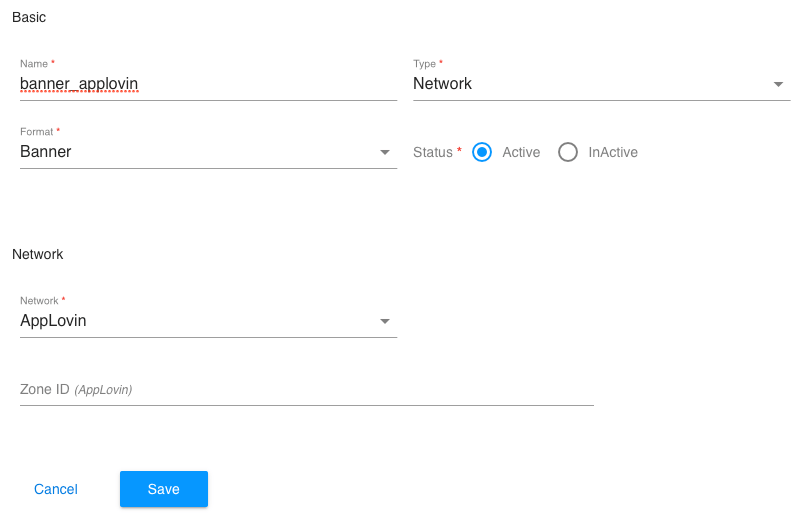 Basic
Name * Type *
banner_applovin Network
Format *
Banner Status * Active InActive
Network
Network *
AppLovin
Zone ID (AppLovin)
Cancel Save